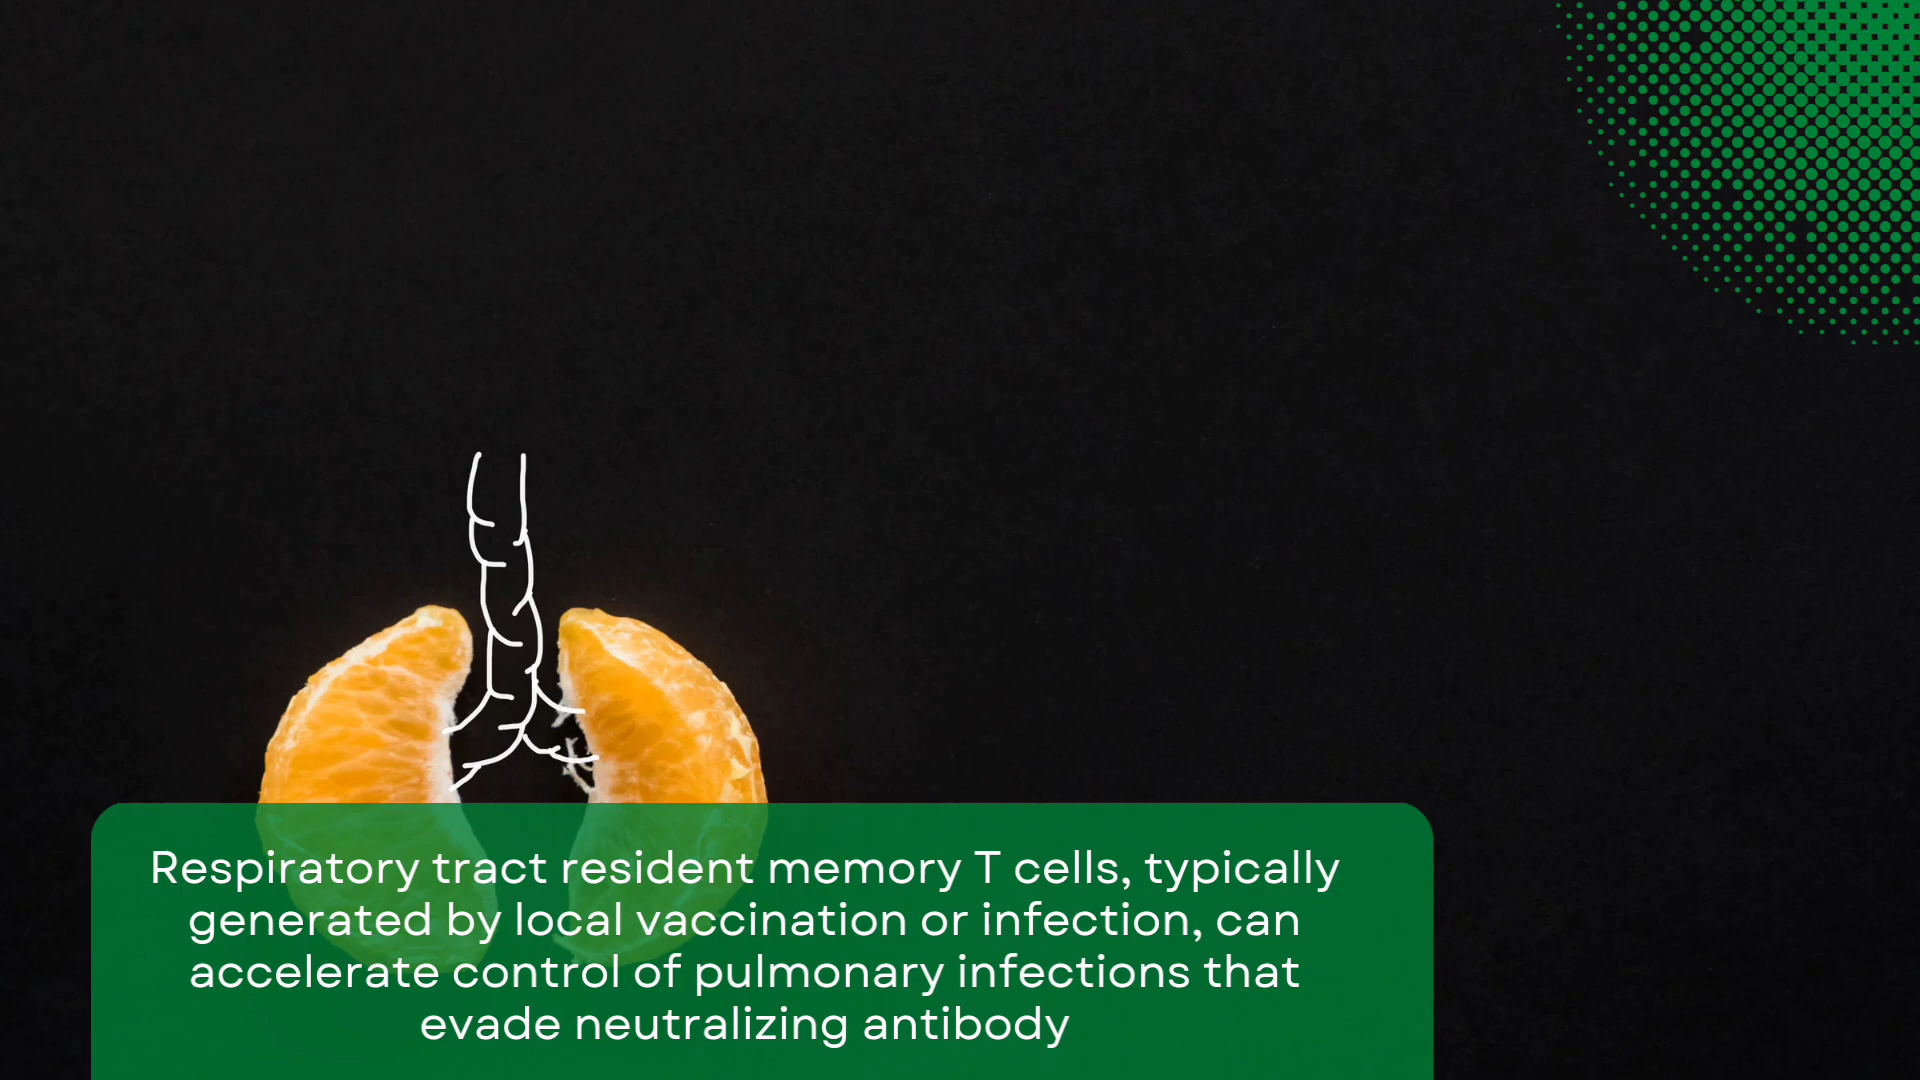 Respiratory tract resident memory T cells, typically
generated by local vaccination or infection, can
accelerate control of pulmonary infections that
evade neutralizing antibody